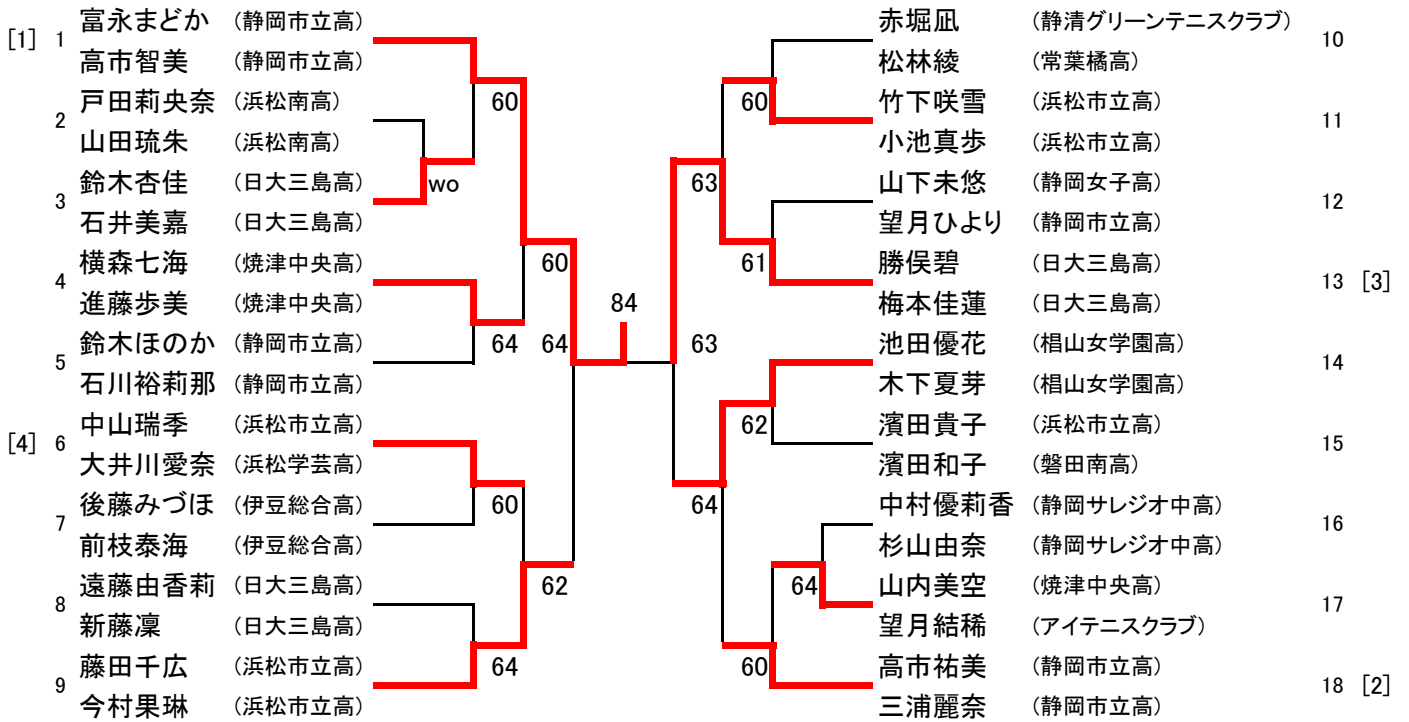 [1] 1 富永まどか (静岡市立高)
高市智美 (静岡市立高)
2 戸田莉央奈 (浜松南高)
山田琉朱 (浜松南高)
3 鈴木杏佳 (日大三島高)
石井美嘉 (日大三島高)
4 横森七海 (焼津中央高)
進藤歩美 (焼津中央高)
5 鈴木ほのか (静岡市立高)
石川裕莉那 (静岡市立高)
[4] 6 中山瑞季 (浜松市立高)
大井川愛奈 (浜松学芸高)
7 後藤みづほ (伊豆総合高)
前枝泰海 (伊豆総合高)
8 遠藤由香莉 (日大三島高)
新藤凜 (日大三島高)
9 藤田千広 (浜松市立高)
今村果琳 (浜松市立高)
60
wo
60
64
64
60
62
64
84
60
63
61
63
62
64
64
60
赤堀凪 (静清グリーンテニスクラブ) 10
松林綾 (常葉橘高)
竹下咲雪 (浜松市立高) 11
小池真歩 (浜松市立高)
山下未悠 (静岡女子高) 12
望月ひより (静岡市立高)
勝俣碧 (日大三島高) 13 [3]
梅本佳蓮 (日大三島高)
池田優花 (椙山女学園高) 14
木下夏芽 (椙山女学園高)
濱田貴子 (浜松市立高) 15
濱田和子 (磐田南高)
中村優莉香 (静岡サレジオ中高) 16
杉山由奈 (静岡サレジオ中高)
山内美空 (焼津中央高) 17
望月結稀 (アイテニスクラブ)
高市祐美 (静岡市立高) 18 [2]
三浦麗奈 (静岡市立高)